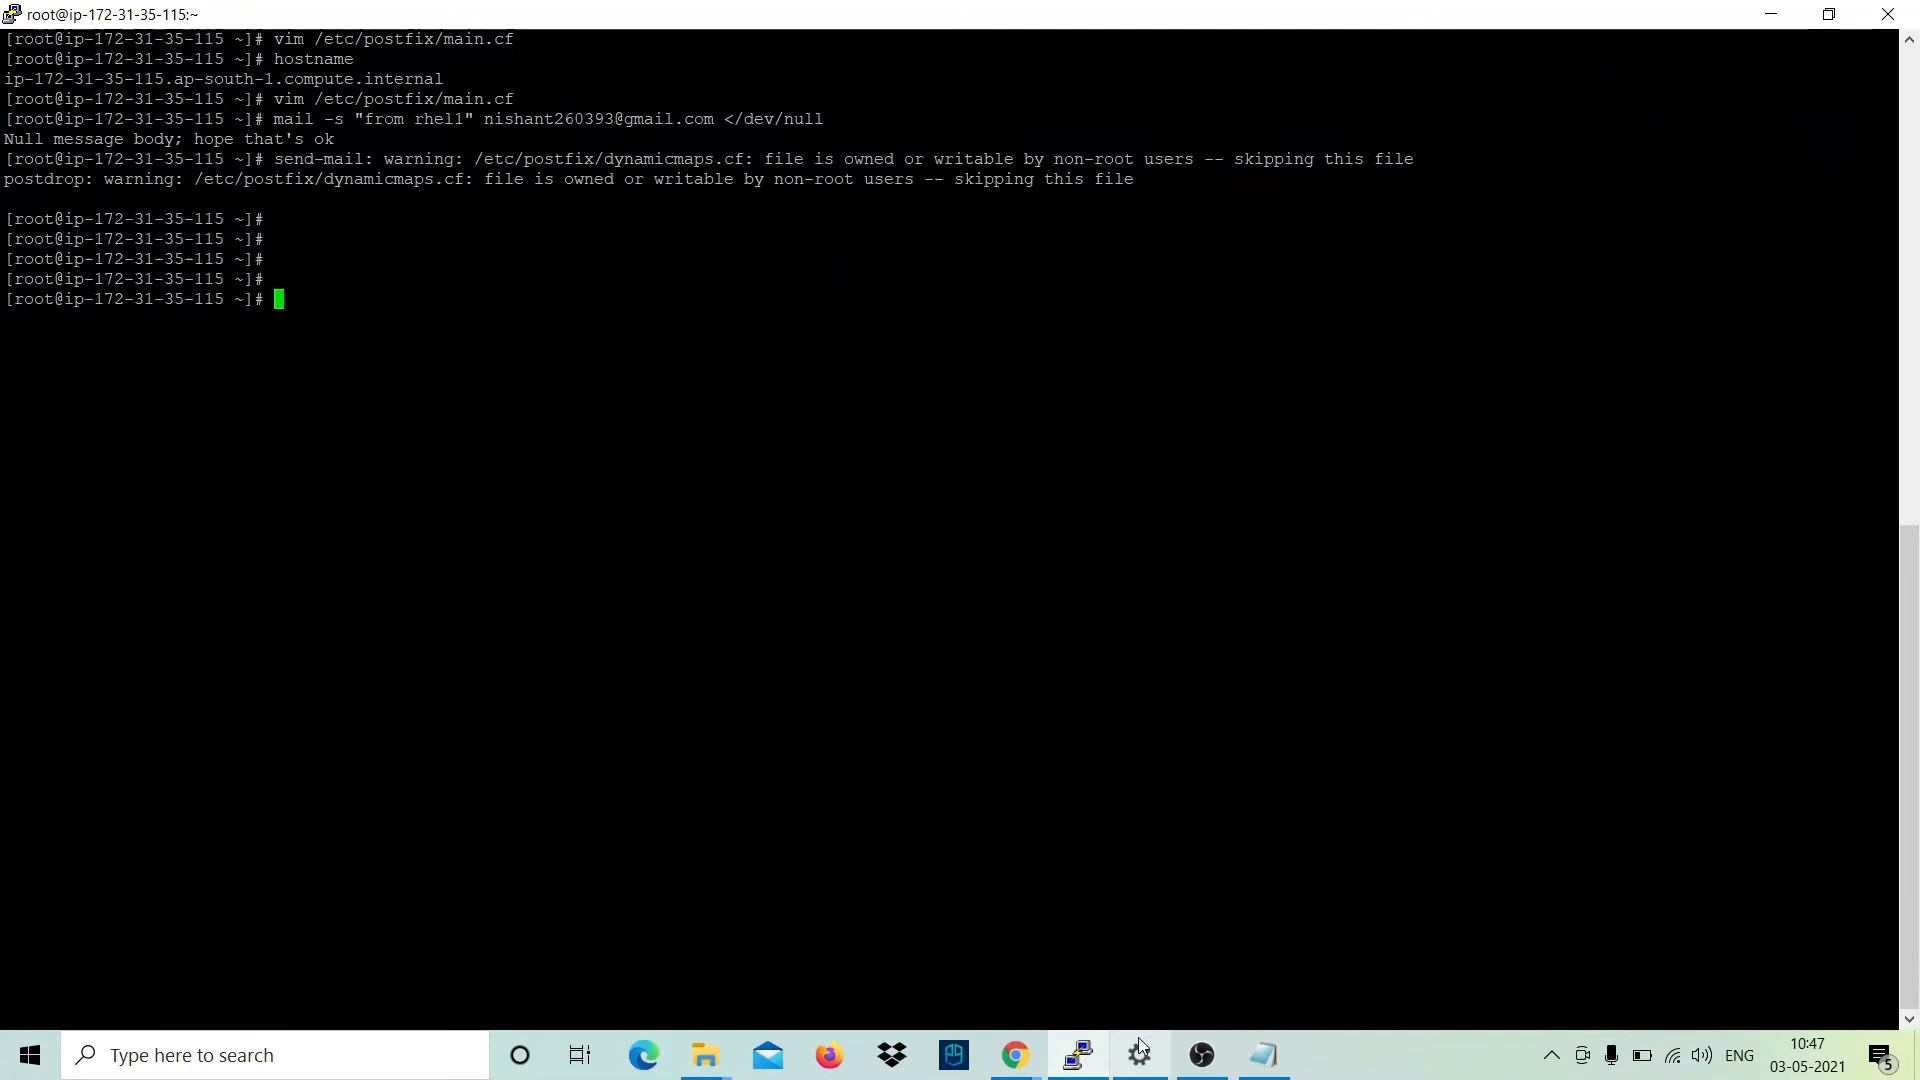 root@ip-172-31-35-115:~
[root@ip-172-31-35-115 ~]# vim /etc/postfix/main.cf
[root@ip-172-31-35-115 ~]# hostname
ip-172-31-35-115.ap-south-1.compute.internal
[root@ip-172-31-35-115 ~]# vim /etc/postfix/main.cf
[root@ip-172-31-35-115 ~]# mail -s "from rhel1" nishant260393@gmail.com </dev/null
Null message body; hope that's ok
[root@ip-172-31-35-115 ~]# send-mail: warning: /etc/postfix/dynamicmaps.cf: file is owned or writable by non-root users -- skipping this file
postdrop: warning: /etc/postfix/dynamicmaps.cf: file is owned or writable by non-root users -- skipping this file
[root@ip-172-31-35-115 ~]#
[root@ip-172-31-35-115 ~]#
[root@ip-172-31-35-115 ~]#
[root@ip-172-31-35-115 ~]#
[root@ip-172-31-35-115 ~]#
Type here to search
ENG
10:47
03-05-2021
5